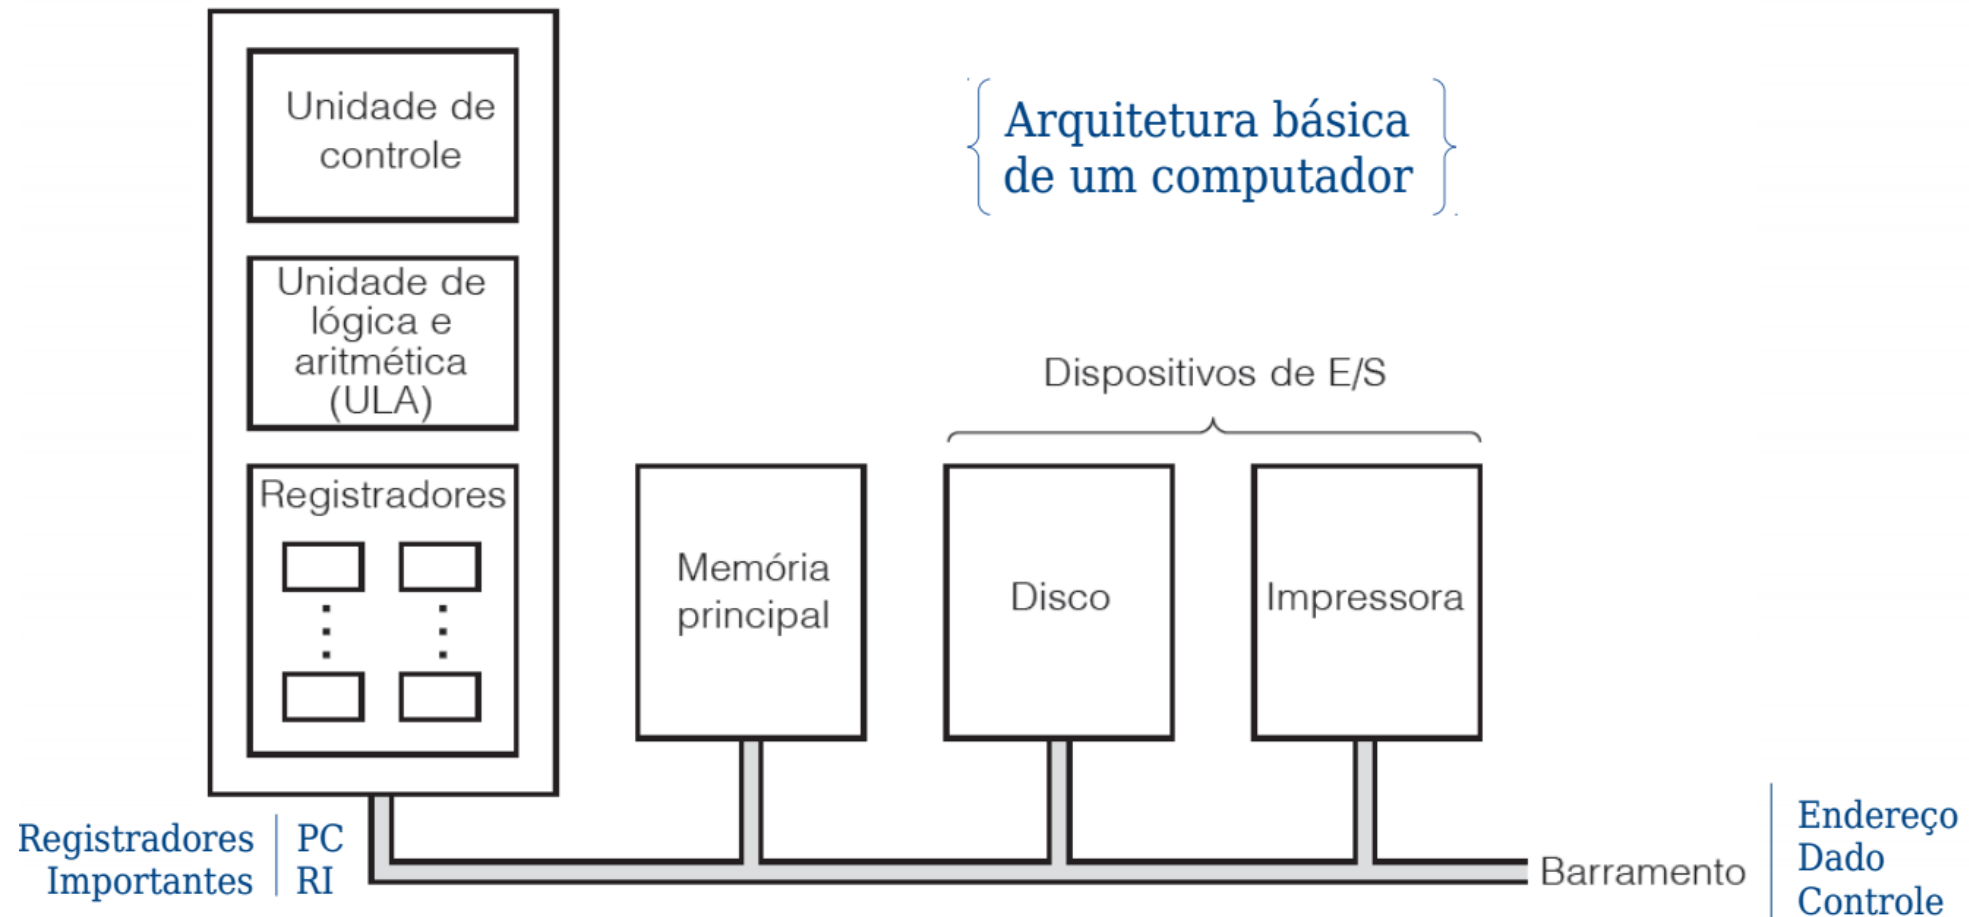 Unidade de
controle
Arquitetura básica
de um computador
Unidade de
lógica e
aritmética
(ULA)
Dispositivos de E/S
Registradores
Memória
principal
Disco
Impressora
Registradores
Importantes
PC
RI
Barramento
Endereço
Dado
Controle